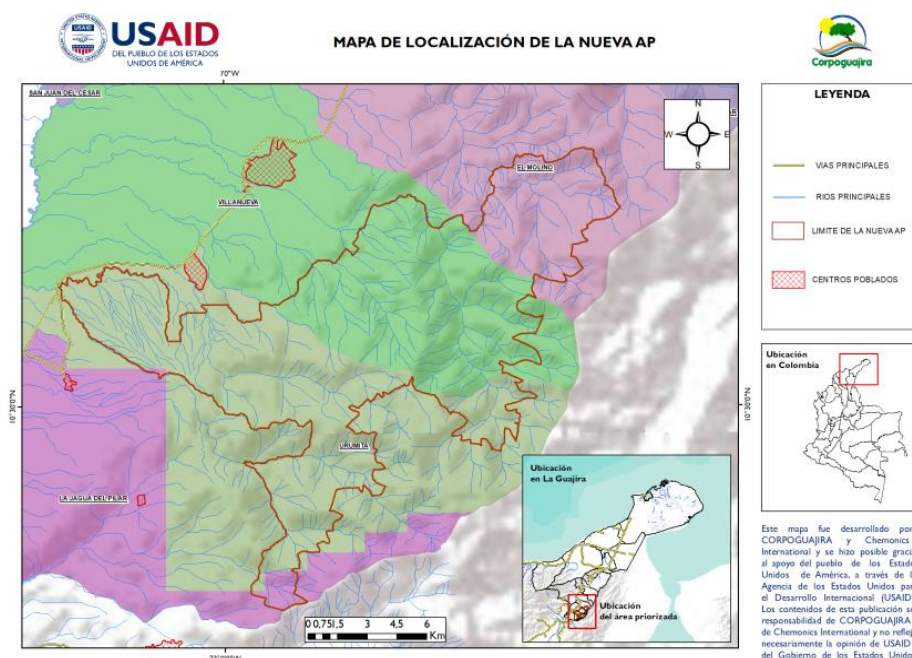 USAID
DEL PUEBLO DE LOS ESTADOS
UNIDOS DE AMÉRICA
MAPA DE LOCALIZACIÓN DE LA NUEVA AP
Corpoguajira
70°W
SAN JUAN DEL CESAR
N
W
E
S
EL MOLINO
VILLANUEVA
10°30'0"N
10°30'0"N
URUMITA
LA JAGUA DEL PILAR
0 0,751,5 3 4,5 6
Km
Ubicación
en La Guajira
Ubicación
del área priorizada
LEYENDA
VIAS PRINCIPALES
RIOS PRINCIPALES
LIMITE DE LA NUEVA AP
CENTROS POBLADOS
Ubicación
en Colombia
Este mapa fue desarrollado por
CORPOGUAJIRA y Chemonics
International y se hizo posible gracia
al apoyo del pueblo de los Estado
Unidos de América, a través de l
Agencia de los Estados Unidos par
el Desarrollo Internacional (USAID)
Los contenidos de esta publicación so
responsabilidad de CORPOGUAJIRA
de Chemonics International y no reflej
necesariamente la opinión de USAID
del Gobierno de los Estados Unido